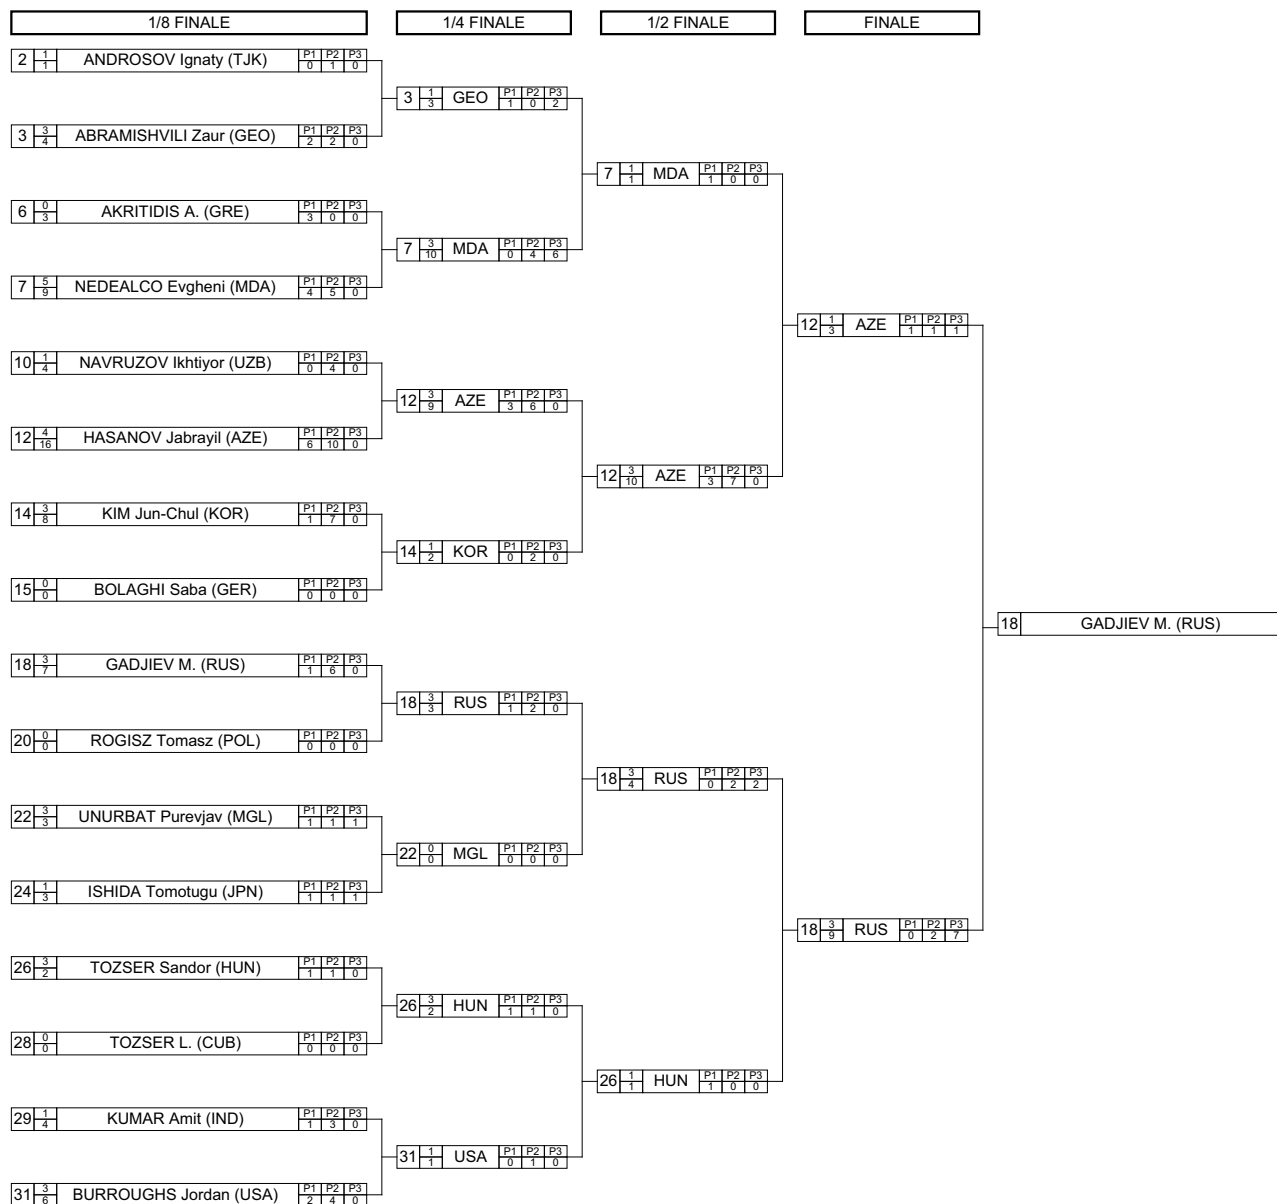 1/8 FINALE 1/4 FINALE 1/2 FINALE FINALE
2 1 1 ANDROSOV Ignaty (TJK) P1 P2 P3 0 1 0
3 1 3 GEO P1 P2 P3 1 0 2
3 3 4 ABRAMISHVILI Zaur (GEO) P1 P2 P3 2 2 0
7 1 1 MDA P1 P2 P3 1 0 0
6 0 3 AKRITIDIS A. (GRE) P1 P2 P3 3 0 0
7 3 10 MDA P1 P2 P3 0 4 6
7 5 9 NEDEALCO Evgheni (MDA) P1 P2 P3 4 5 0
12 1 3 AZE P1 P2 P3 1 1 1
10 1 4 NAVRUZOV Ikhtiyor (UZB) P1 P2 P3 0 4 0
12 3 9 AZE P1 P2 P3 3 6 0
12 4 16 HASANOV Jabrayil (AZE) P1 P2 P3 6 10 0
12 3 10 AZE P1 P2 P3 3 7 0
14 3 8 KIM Jun-Chul (KOR) P1 P2 P3 1 7 0
14 1 2 KOR P1 P2 P3 0 2 0
15 0 0 BOLAGHI Saba (GER) P1 P2 P3 0 0 0
18 GADJIEV M. (RUS)
18 3 7 GADJIEV M. (RUS) P1 P2 P3 1 6 0
18 3 3 RUS P1 P2 P3 1 2 0
20 0 0 ROGISZ Tomasz (POL) P1 P2 P3 0 0 0
18 3 4 RUS P1 P2 P3 0 2 2
22 3 3 UNURBAT Purevjav (MGL) P1 P2 P3 1 1 1
22 0 0 MGL P1 P2 P3 0 0 0
24 1 3 ISHIDA Tomotugu (JPN) P1 P2 P3 1 1 1
18 3 9 RUS P1 P2 P3 0 2 7
26 3 2 TOZSER Sandor (HUN) P1 P2 P3 1 1 0
26 3 2 HUN P1 P2 P3 1 1 0
28 0 0 TOZSER L. (CUB) P1 P2 P3 0 0 0
26 1 1 HUN P1 P2 P3 1 0 0
29 1 4 KUMAR Amit (IND) P1 P2 P3 1 3 0
31 1 1 USA P1 P2 P3 0 1 0
31 3 6 BURROUGHS Jordan (USA) P1 P2 P3 2 4 0